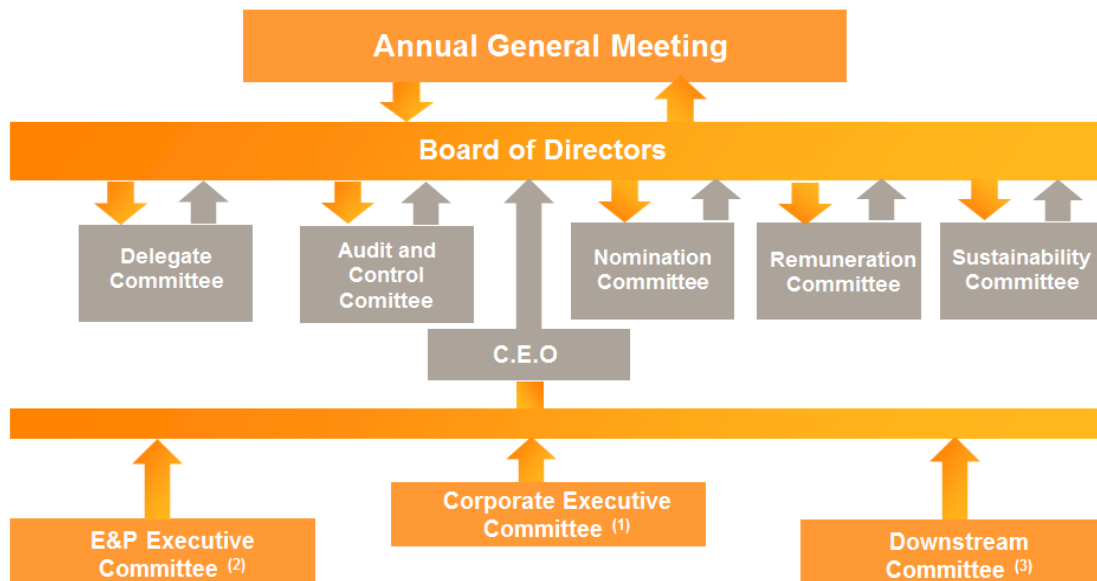 Annual General Meeting
Board of Directors
Delegate
Committee
Audit and
Control
Comittee
Nomination
Committee
Remuneration
Committee
Sustainability
Committee
C.E.O
E&P Executive
Committee (2)
Corporate Executive
Committee (1)
Downstream
Committee (3)